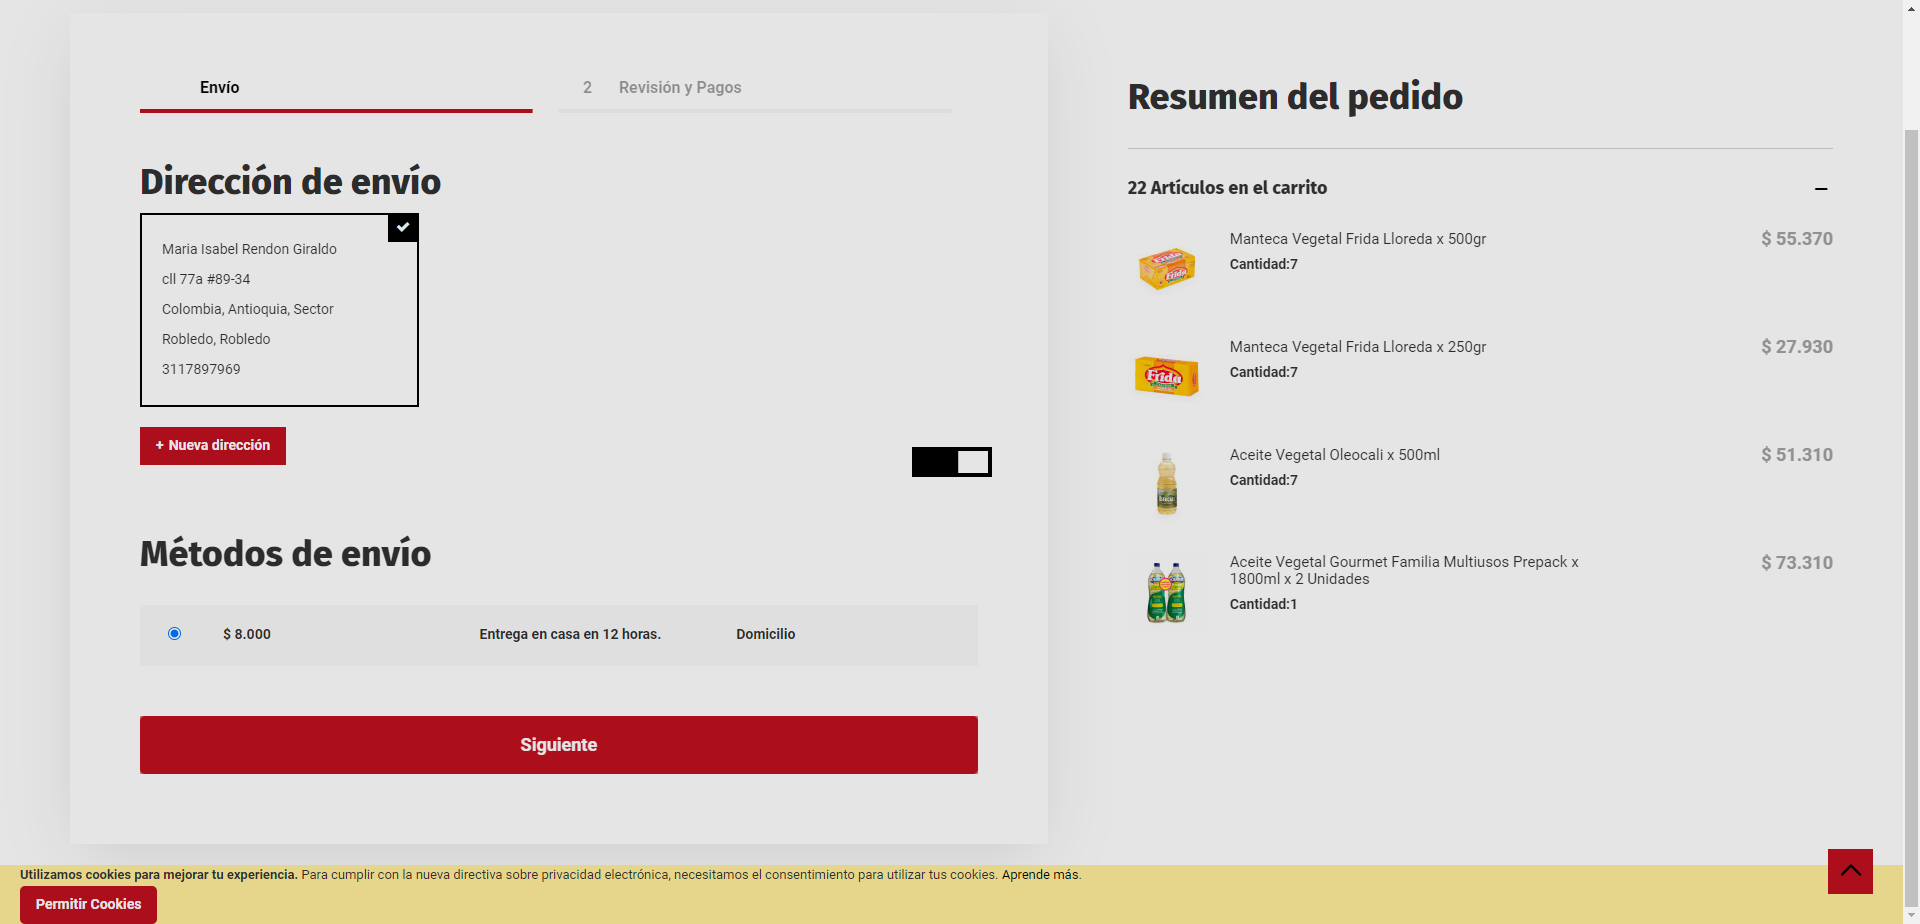 Envío
2 Revisión y Pagos
Dirección de envío
Maria Isabel Rendon Giraldo
cll 77a #89-34
Colombia, Antioquia, Sector
Robledo, Robledo
3117897969
+ Nueva dirección
Métodos de envío
$ 8.000 Entrega en casa en 12 horas. Domicilio
Siguiente
Resumen del pedido
22 Artículos en el carrito
Frida
Manteca Vegetal Frida Lloreda x 500gr $ 55.370
Cantidad:7
Frida
Manteca Vegetal Frida Lloreda x 250gr $ 27.930
Cantidad:7
Aceite Vegetal Oleocali x 500ml $ 51.310
Cantidad:7
Aceite Vegetal Gourmet Familia Multiusos Prepack x $ 73.310
1800ml x 2 Unidades
Cantidad:1
Utilizamos cookies para mejorar tu experiencia. Para cumplir con la nueva directiva sobre privacidad electrónica, necesitamos el consentimiento para utilizar tus cookies. Aprende más.
Permitir Cookies